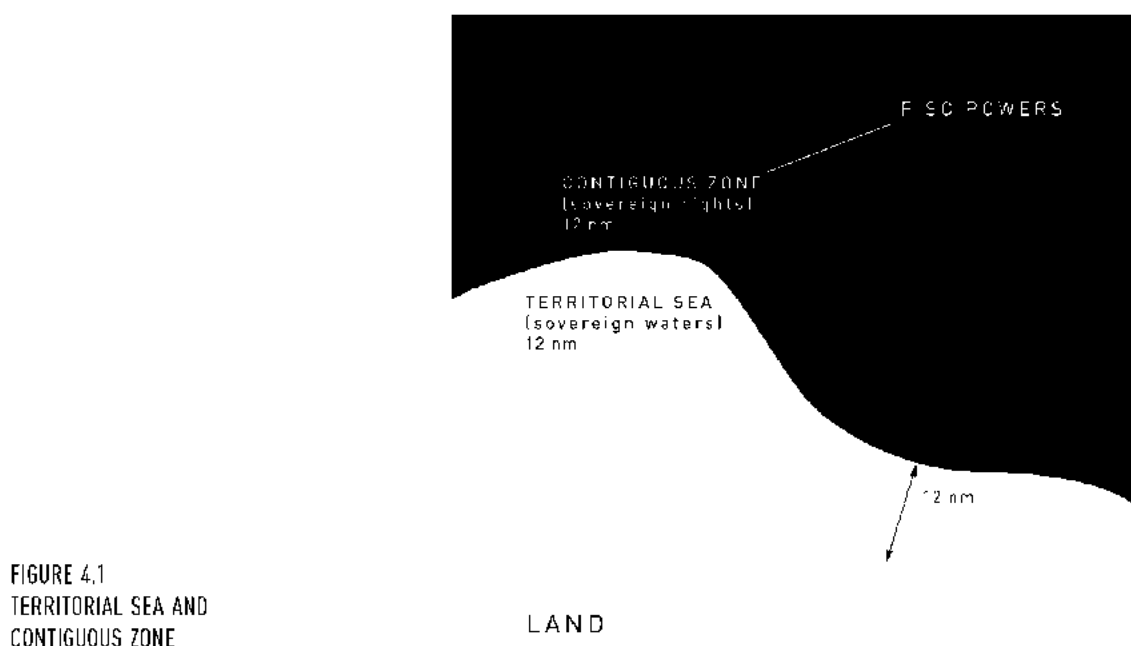 F SC POWERS
CONTIGUOUS ZONE
(sovereign rights)
12 nm
TERRITORIAL SEA
(sovereign waters)
12 nm
12 nm
FIGURE 4.1
TERRITORIAL SEA AND
CONTIGUOUS ZONE
LAND